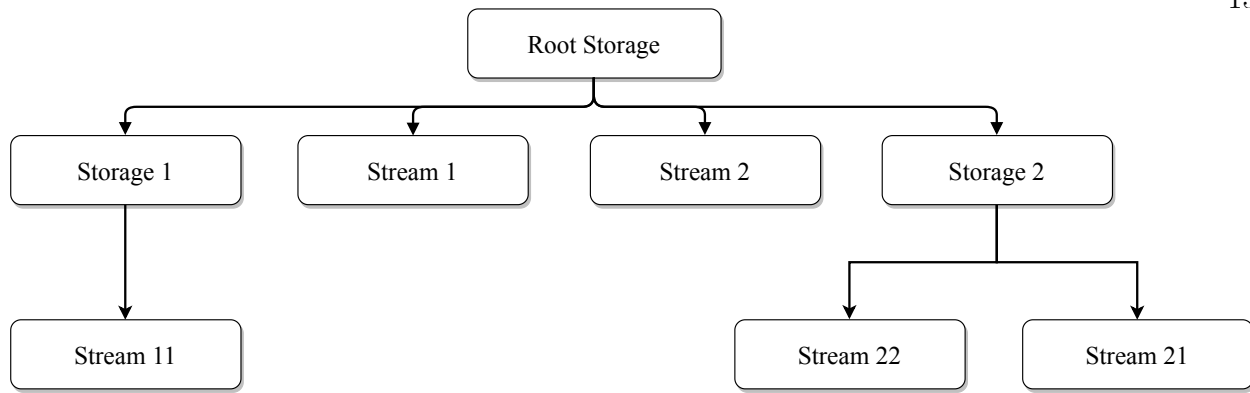 Root Storage
Storage 1
Stream 1
Stream 2
Storage 2
Stream 11
Stream 22
Stream 21